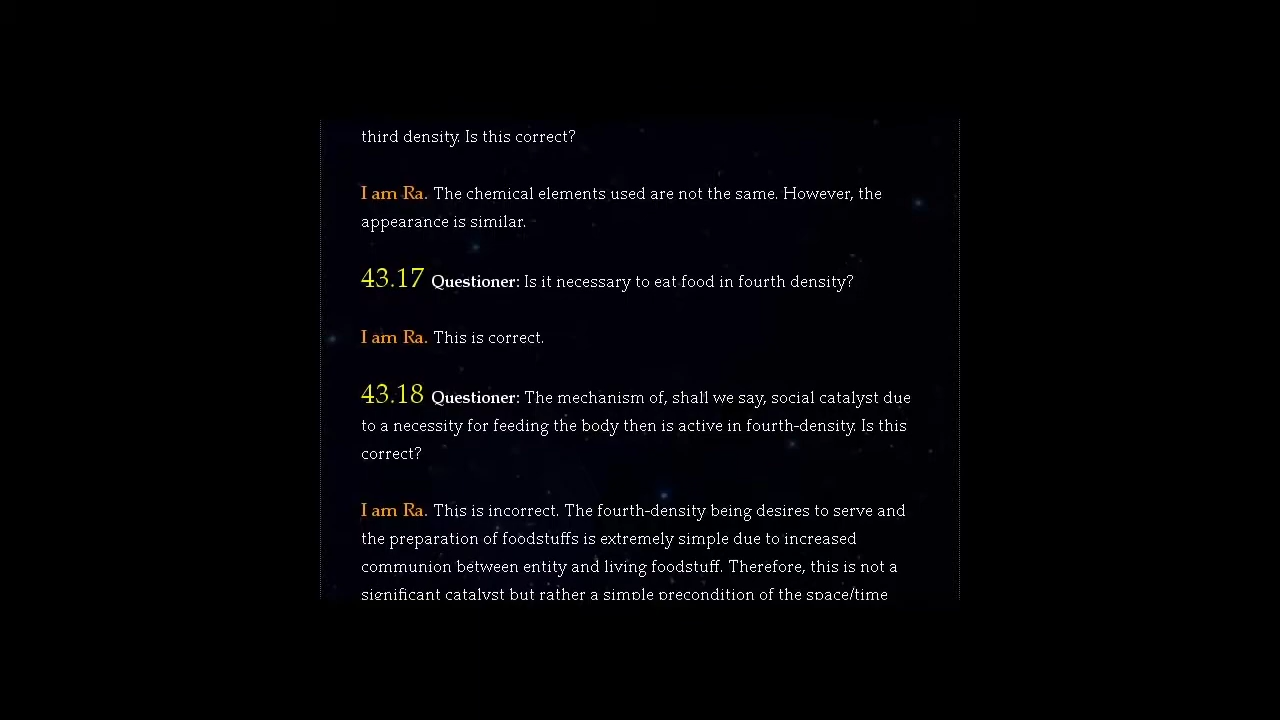 third density. Is this correct?
I am Ra. The chemical elements used are not the same. However, the
appearance is similar.
43.17 Questioner: Is it necessary to eat food in fourth density?
I am Ra. This is correct.
43.18 Questioner: The mechanism of, shall we say, social catalyst due
to a necessity for feeding the body then is active in fourth-density. Is this
correct?
I am Ra. This is incorrect. The fourth-density being desires to serve and
the preparation of foodstuffs is extremely simple due to increased
communion between entity and living foodstuff. Therefore, this is not a
significant catalyst but rather a simple precondition of the space/time